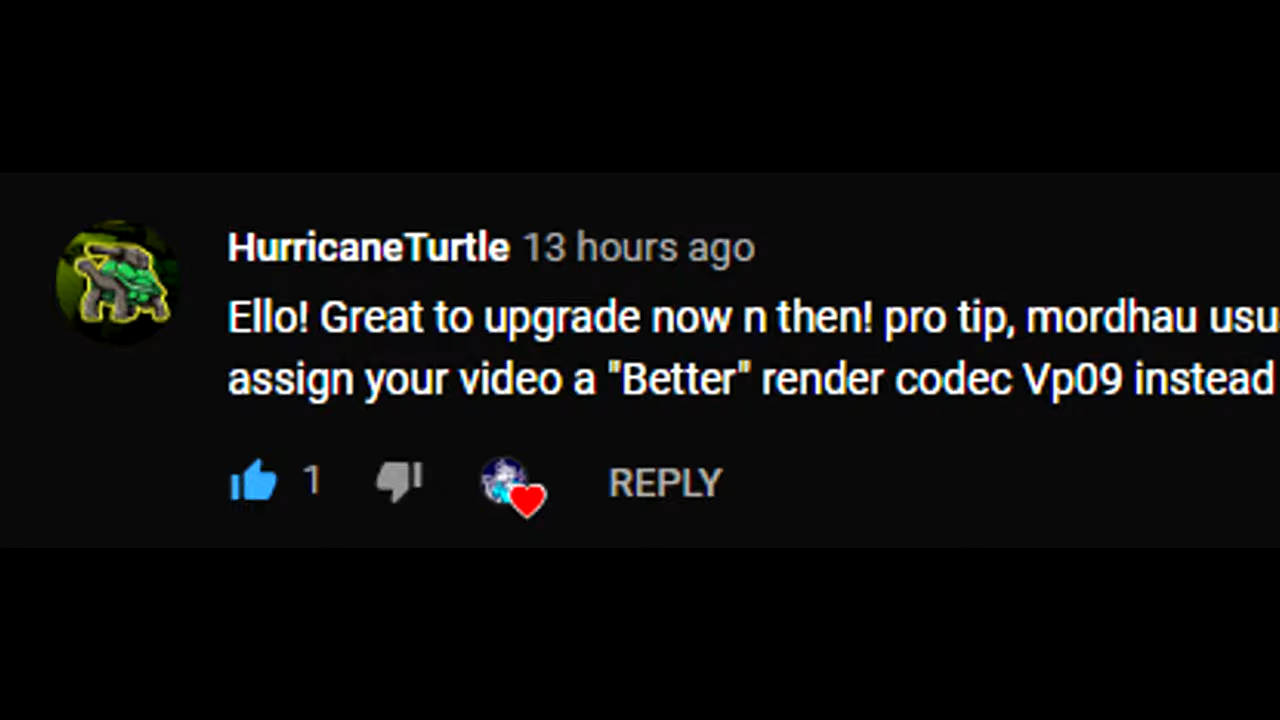 HurricaneTurtle 13 hours ago
Ello! Great to upgrade now n then! pro tip, mordhau usu
assign your video a "Better" render codec Vp09 instead
1 REPLY